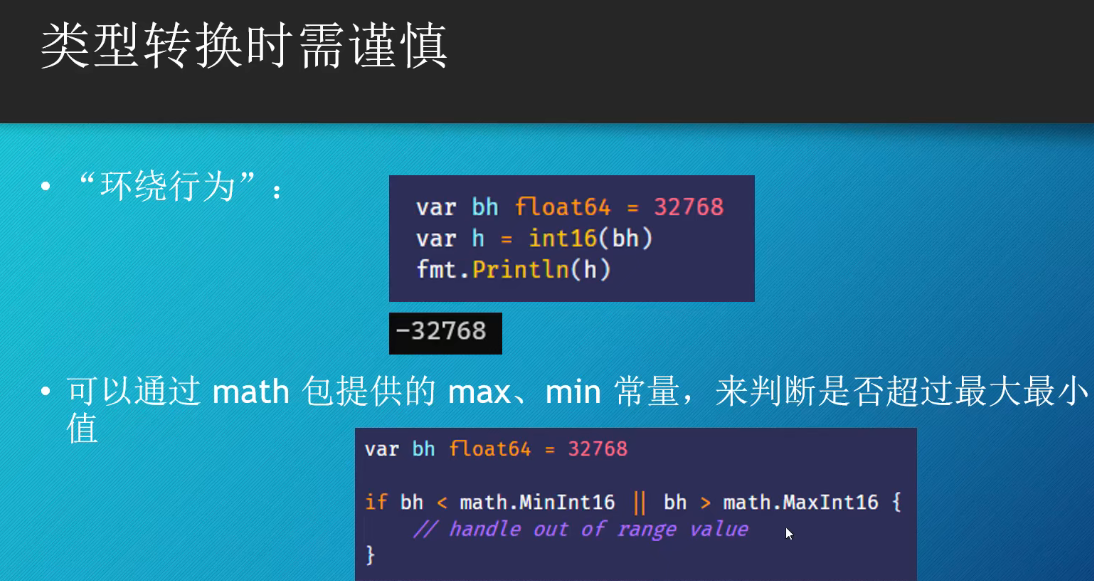 类型转换时需谨慎
• “环绕行为”：
var bh float64 = 32768
var h = int16(bh)
fmt.Println(h)
-32768
• 可以通过 math 包提供的 max、min 常量，来判断是否超过最大最小
值
var bh float64 = 32768
if bh < math.MinInt16 || bh > math.MaxInt16 {
// handle out of range value
}